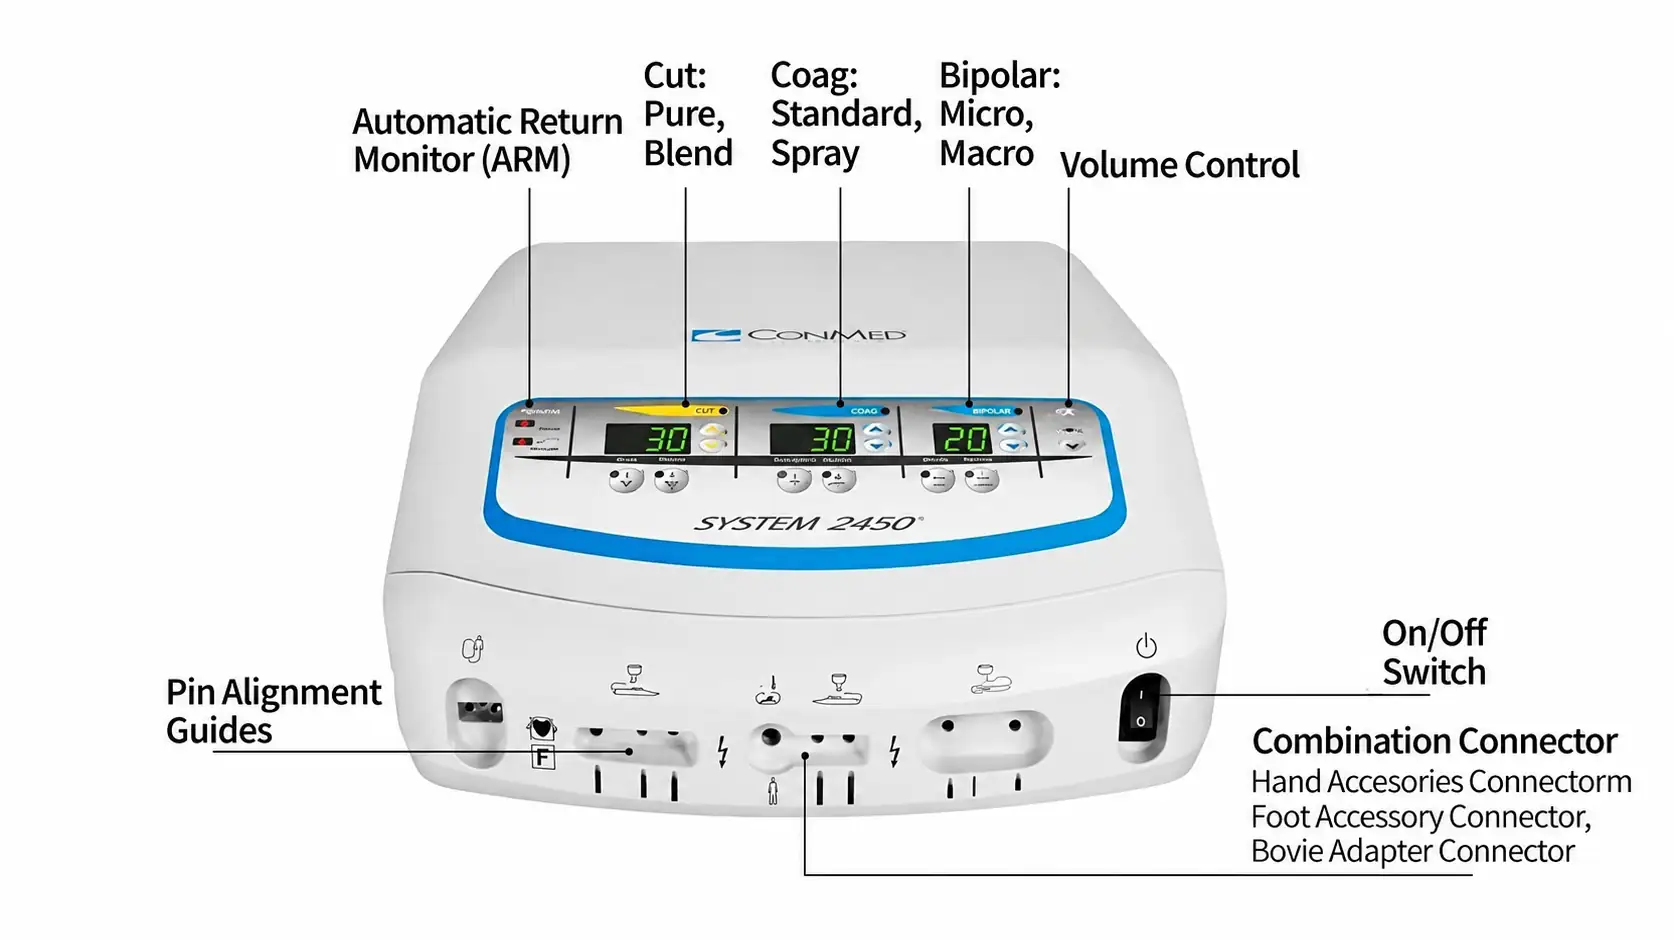 Automatic Return
Monitor (ARM)
Cut:
Pure,
Blend
Coag:
Standard,
Spray
Bipolar:
Micro,
Macro
Volume Control
CONMED
CUT
COAG
BIPOLAR
30
30
20
SYSTEM 2450®
On/Off
Switch
Pin Alignment
Guides
F
I
O
Combination Connector
Hand Accesories Connectorm
Foot Accessory Connector,
Bovie Adapter Connector